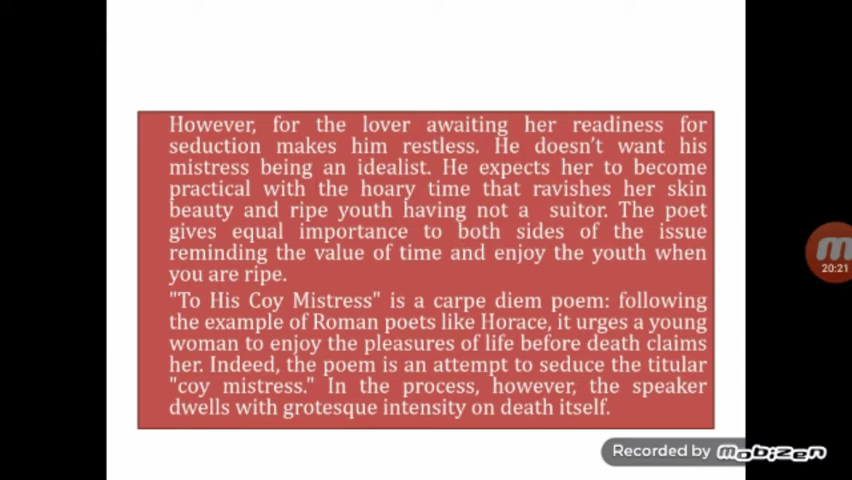 However, for the lover awaiting her readiness for
seduction makes him restless. He doesn't want his
mistress being an idealist. He expects her to become
practical with the hoary time that ravishes her skin
beauty and ripe youth having not a suitor. The poet
gives equal importance to both sides of the issue
reminding the value of time and enjoy the youth when
you are ripe.
"To His Coy Mistress" is a carpe diem poem: following
the example of Roman poets like Horace, it urges a young
woman to enjoy the pleasures of life before death claims
her. Indeed, the poem is an attempt to seduce the titular
"coy mistress." In the process, however, the speaker
dwells with grotesque intensity on death itself.
20:21
Recorded by mobizen